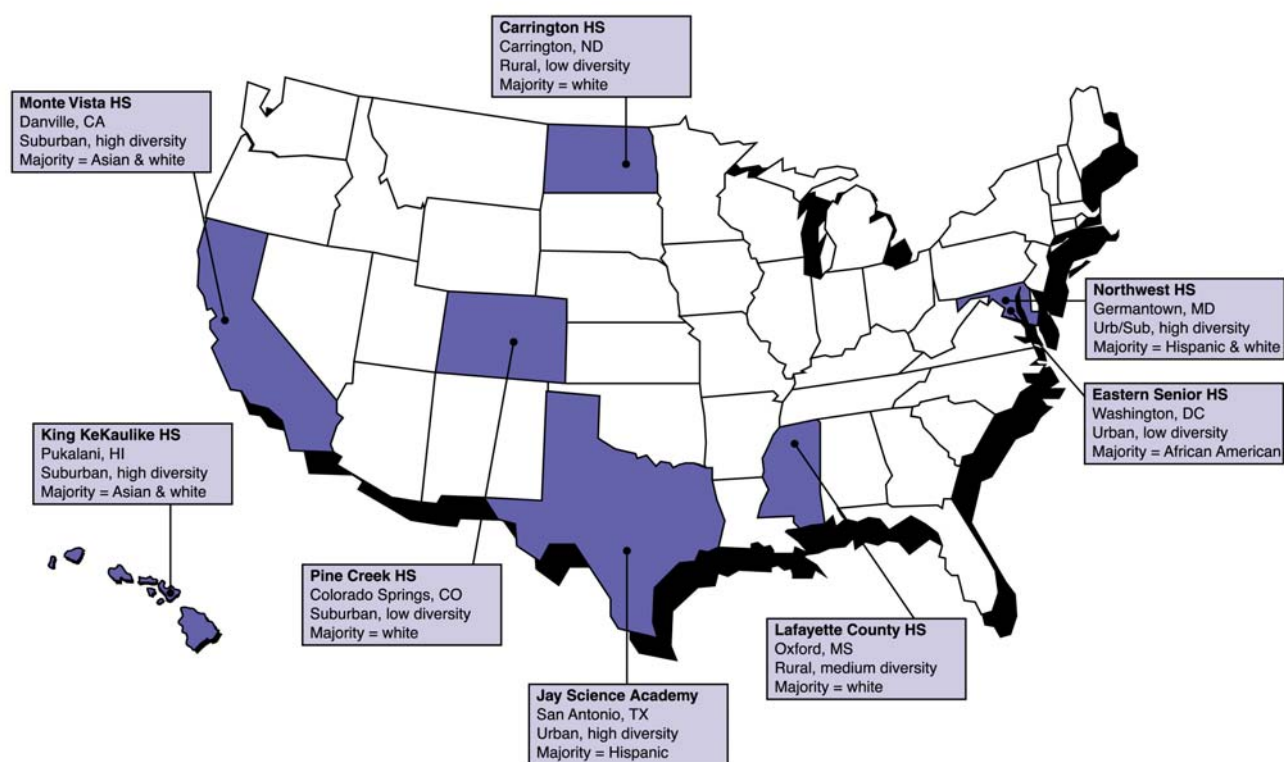 Carrington HS
Carrington, ND
Rural, low diversity
Majority = white
Monte Vista HS
Danville, CA
Suburban, high diversity
Majority = Asian & white
Northwest HS
Germantown, MD
Urb/Sub, high diversity
Majority = Hispanic & white
Eastern Senior HS
Washington, DC
Urban, low diversity
Majority = African American
King KeKaulike HS
Pukalani, HI
Suburban, high diversity
Majority = Asian & white
Pine Creek HS
Colorado Springs, CO
Suburban, low diversity
Majority = white
Lafayette County HS
Oxford, MS
Rural, medium diversity
Majority = white
Jay Science Academy
San Antonio, TX
Urban, high diversity
Majority = Hispanic